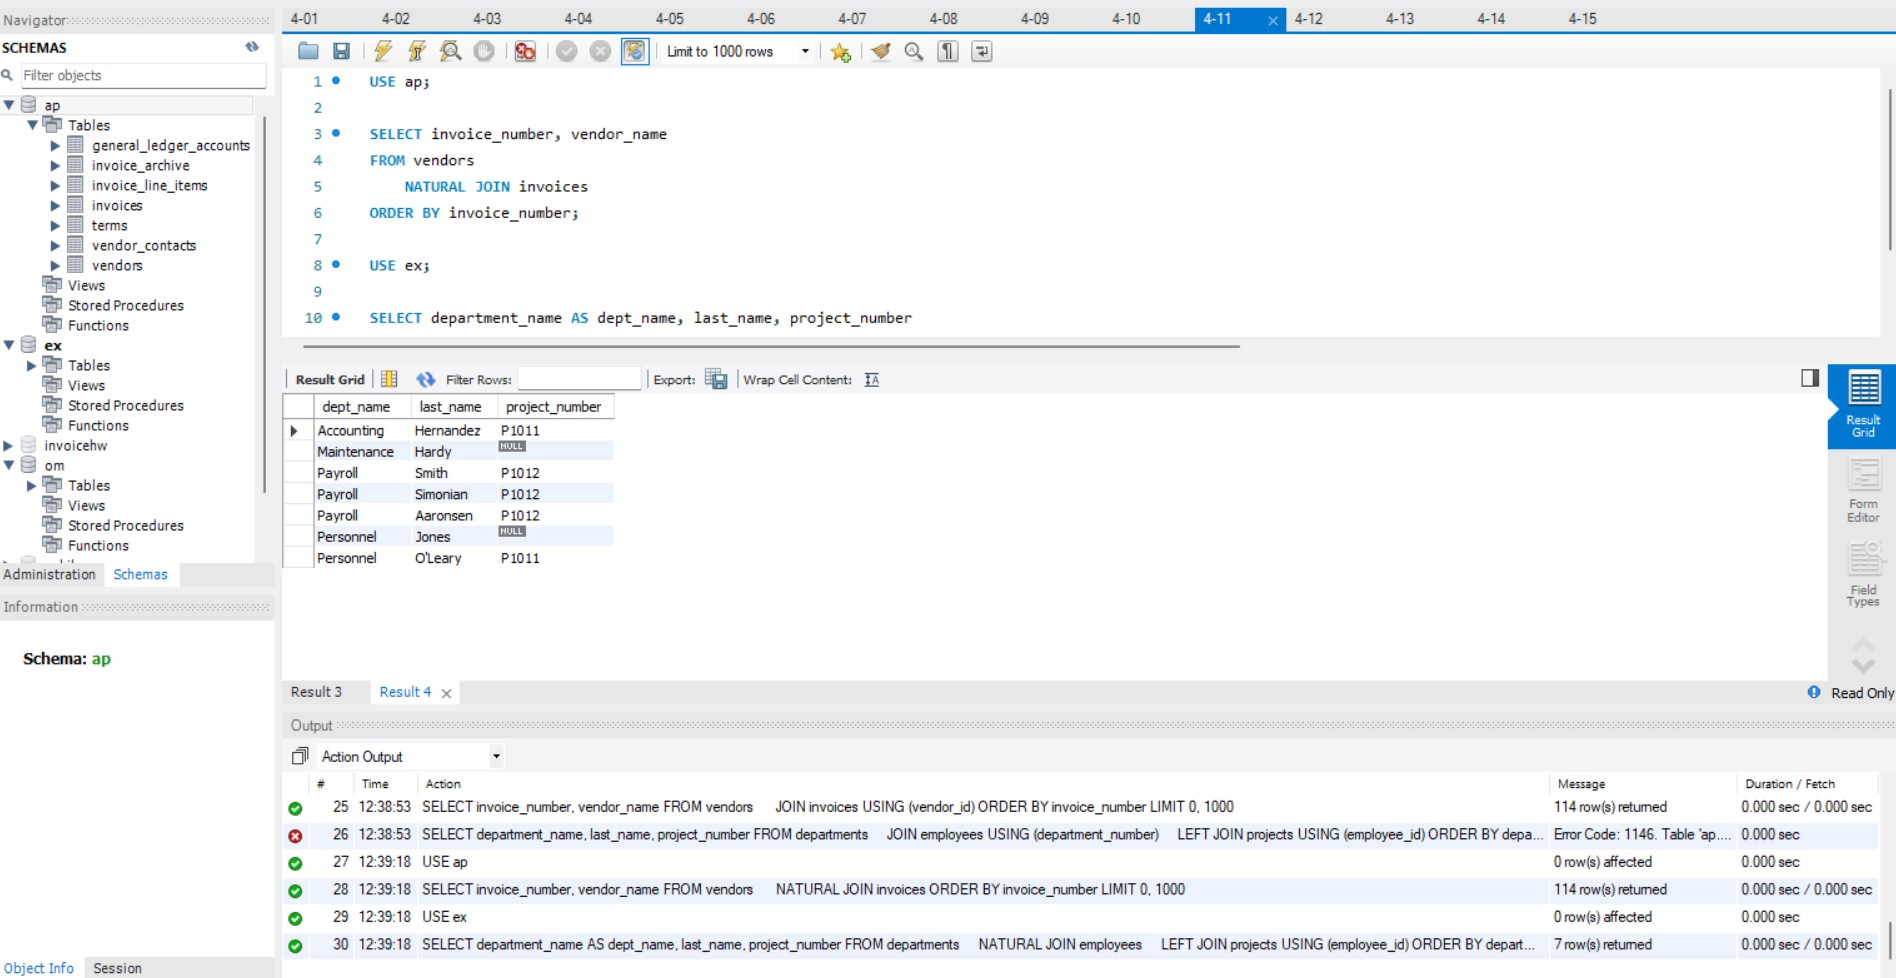 Navigator
SCHEMAS
Filter objects
ap
Tables
general_ledger_accounts
invoice_archive
invoice_line_items
invoices
terms
vendor_contacts
vendors
Views
Stored Procedures
Functions
ex
Tables
Views
Stored Procedures
Functions
invoicehw
om
Tables
Views
Stored Procedures
Functions
Administration Schemas
Information
Schema: ap
Object Info Session
4-01 4-02 4-03 4-04 4-05 4-06 4-07 4-08 4-09 4-10 4-11 4-12 4-13 4-14 4-15
Limit to 1000 rows
1 USE ap;
2
3 SELECT invoice_number, vendor_name
4 FROM vendors
5 NATURAL JOIN invoices
6 ORDER BY invoice_number;
7
8 USE ex;
9
10 SELECT department_name AS dept_name, last_name, project_number
Result Grid Filter Rows: Export: Wrap Cell Content:
dept_name last_name project_number
Accounting Hernandez P1011
Maintenance Hardy NULL
Payroll Smith P1012
Payroll Simonian P1012
Payroll Aaronsen P1012
Personnel Jones NULL
Personnel O'Leary P1011
Result Grid
Form Editor
Field Types
Result 3 Result 4 Read Only
Output
Action Output
# Time Action Message Duration / Fetch
25 12:38:53 SELECT invoice_number, vendor_name FROM vendors JOIN invoices USING (vendor_id) ORDER BY invoice_number LIMIT 0, 1000 114 row(s) returned 0.000 sec / 0.000 sec
26 12:38:53 SELECT department_name, last_name, project_number FROM departments JOIN employees USING (department_number) LEFT JOIN projects USING (employee_id) ORDER BY depa... Error Code: 1146. Table 'ap.... 0.000 sec
27 12:39:18 USE ap 0 row(s) affected 0.000 sec
28 12:39:18 SELECT invoice_number, vendor_name FROM vendors NATURAL JOIN invoices ORDER BY invoice_number LIMIT 0, 1000 114 row(s) returned 0.000 sec / 0.000 sec
29 12:39:18 USE ex 0 row(s) affected 0.000 sec
30 12:39:18 SELECT department_name AS dept_name, last_name, project_number FROM departments NATURAL JOIN employees LEFT JOIN projects USING (employee_id) ORDER BY depart... 7 row(s) returned 0.000 sec / 0.000 sec